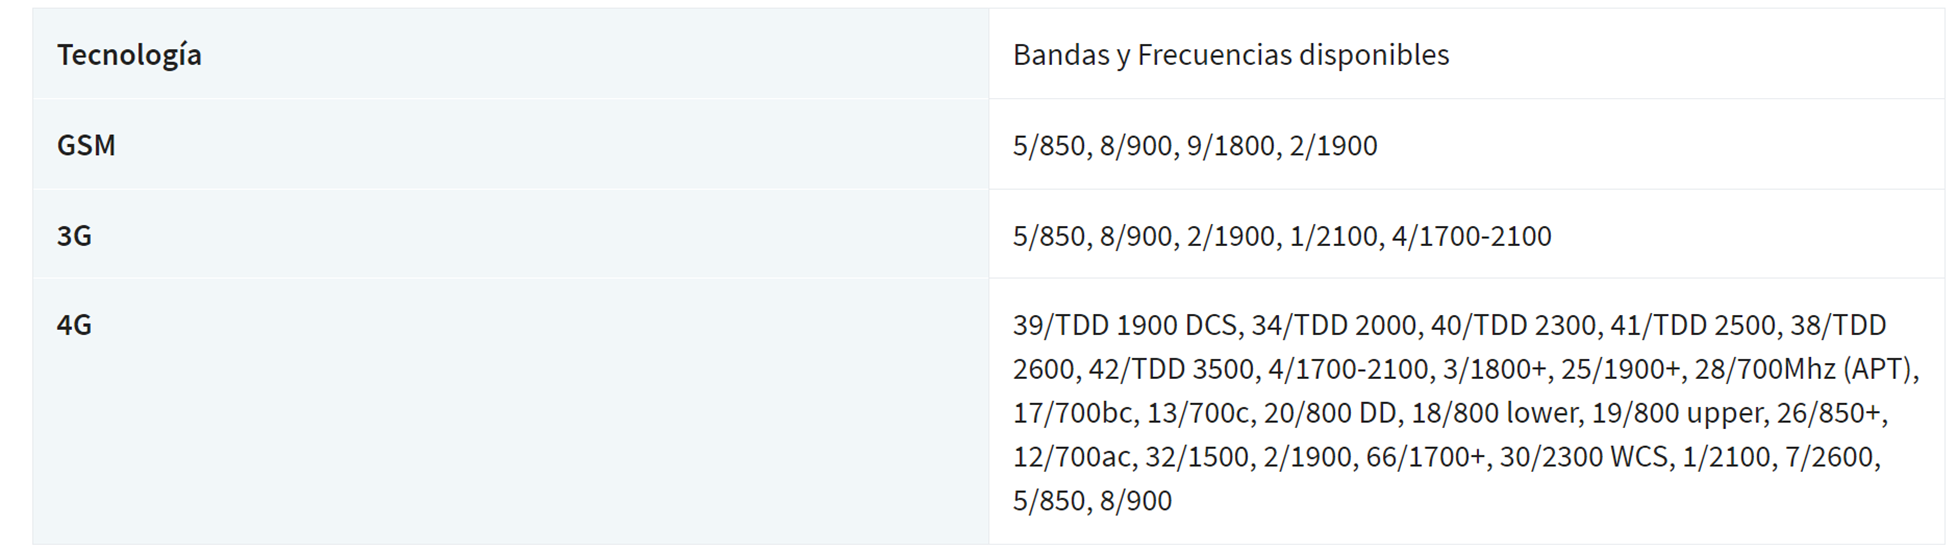 Tecnología
Bandas y Frecuencias disponibles
GSM
5/850, 8/900, 9/1800, 2/1900
3G
5/850, 8/900, 2/1900, 1/2100, 4/1700-2100
4G
39/TDD 1900 DCS, 34/TDD 2000, 40/TDD 2300, 41/TDD 2500, 38/TDD
2600, 42/TDD 3500, 4/1700-2100, 3/1800+, 25/1900+, 28/700Mhz (APT),
17/700bc, 13/700c, 20/800 DD, 18/800 lower, 19/800 upper, 26/850+,
12/700ac, 32/1500, 2/1900, 66/1700+, 30/2300 WCS, 1/2100, 7/2600,
5/850, 8/900